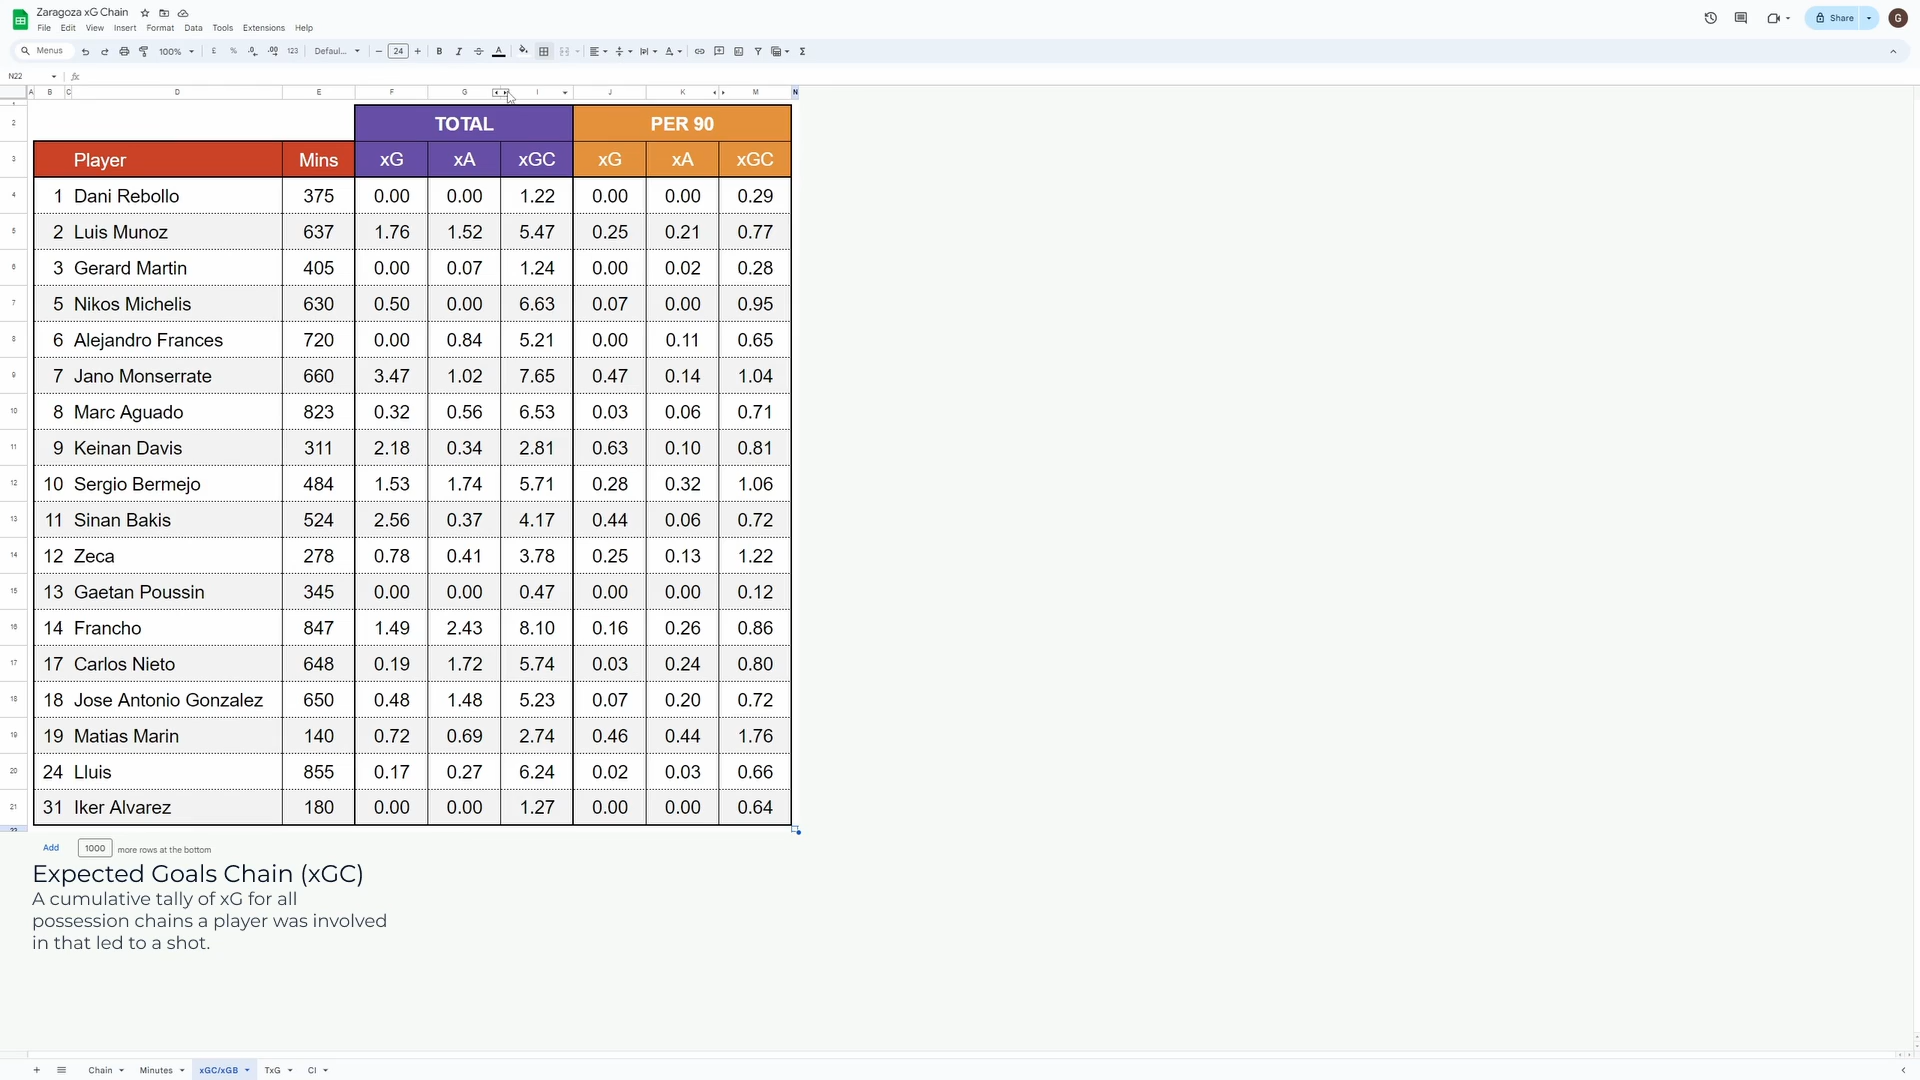 Zaragoza xG Chain
File Edit View Insert Format Data Tools Extensions Help
Share
G
Menus 100% £ % .0 .00 123 Defaul... 24 B I S A
N22 fx
A B C D E F G I J K M N
TOTAL PER 90
Player Mins xG xA xGC xG xA xGC
1 Dani Rebollo 375 0.00 0.00 1.22 0.00 0.00 0.29
2 Luis Munoz 637 1.76 1.52 5.47 0.25 0.21 0.77
3 Gerard Martin 405 0.00 0.07 1.24 0.00 0.02 0.28
5 Nikos Michelis 630 0.50 0.00 6.63 0.07 0.00 0.95
6 Alejandro Frances 720 0.00 0.84 5.21 0.00 0.11 0.65
7 Jano Monserrate 660 3.47 1.02 7.65 0.47 0.14 1.04
8 Marc Aguado 823 0.32 0.56 6.53 0.03 0.06 0.71
9 Keinan Davis 311 2.18 0.34 2.81 0.63 0.10 0.81
10 Sergio Bermejo 484 1.53 1.74 5.71 0.28 0.32 1.06
11 Sinan Bakis 524 2.56 0.37 4.17 0.44 0.06 0.72
12 Zeca 278 0.78 0.41 3.78 0.25 0.13 1.22
13 Gaetan Poussin 345 0.00 0.00 0.47 0.00 0.00 0.12
14 Francho 847 1.49 2.43 8.10 0.16 0.26 0.86
17 Carlos Nieto 648 0.19 1.72 5.74 0.03 0.24 0.80
18 Jose Antonio Gonzalez 650 0.48 1.48 5.23 0.07 0.20 0.72
19 Matias Marin 140 0.72 0.69 2.74 0.46 0.44 1.76
24 Lluis 855 0.17 0.27 6.24 0.02 0.03 0.66
31 Iker Alvarez 180 0.00 0.00 1.27 0.00 0.00 0.64
Add 1000 more rows at the bottom
Expected Goals Chain (xGC)
A cumulative tally of xG for all
possession chains a player was involved
in that led to a shot.
Chain Minutes xGC/xGB TxG CI